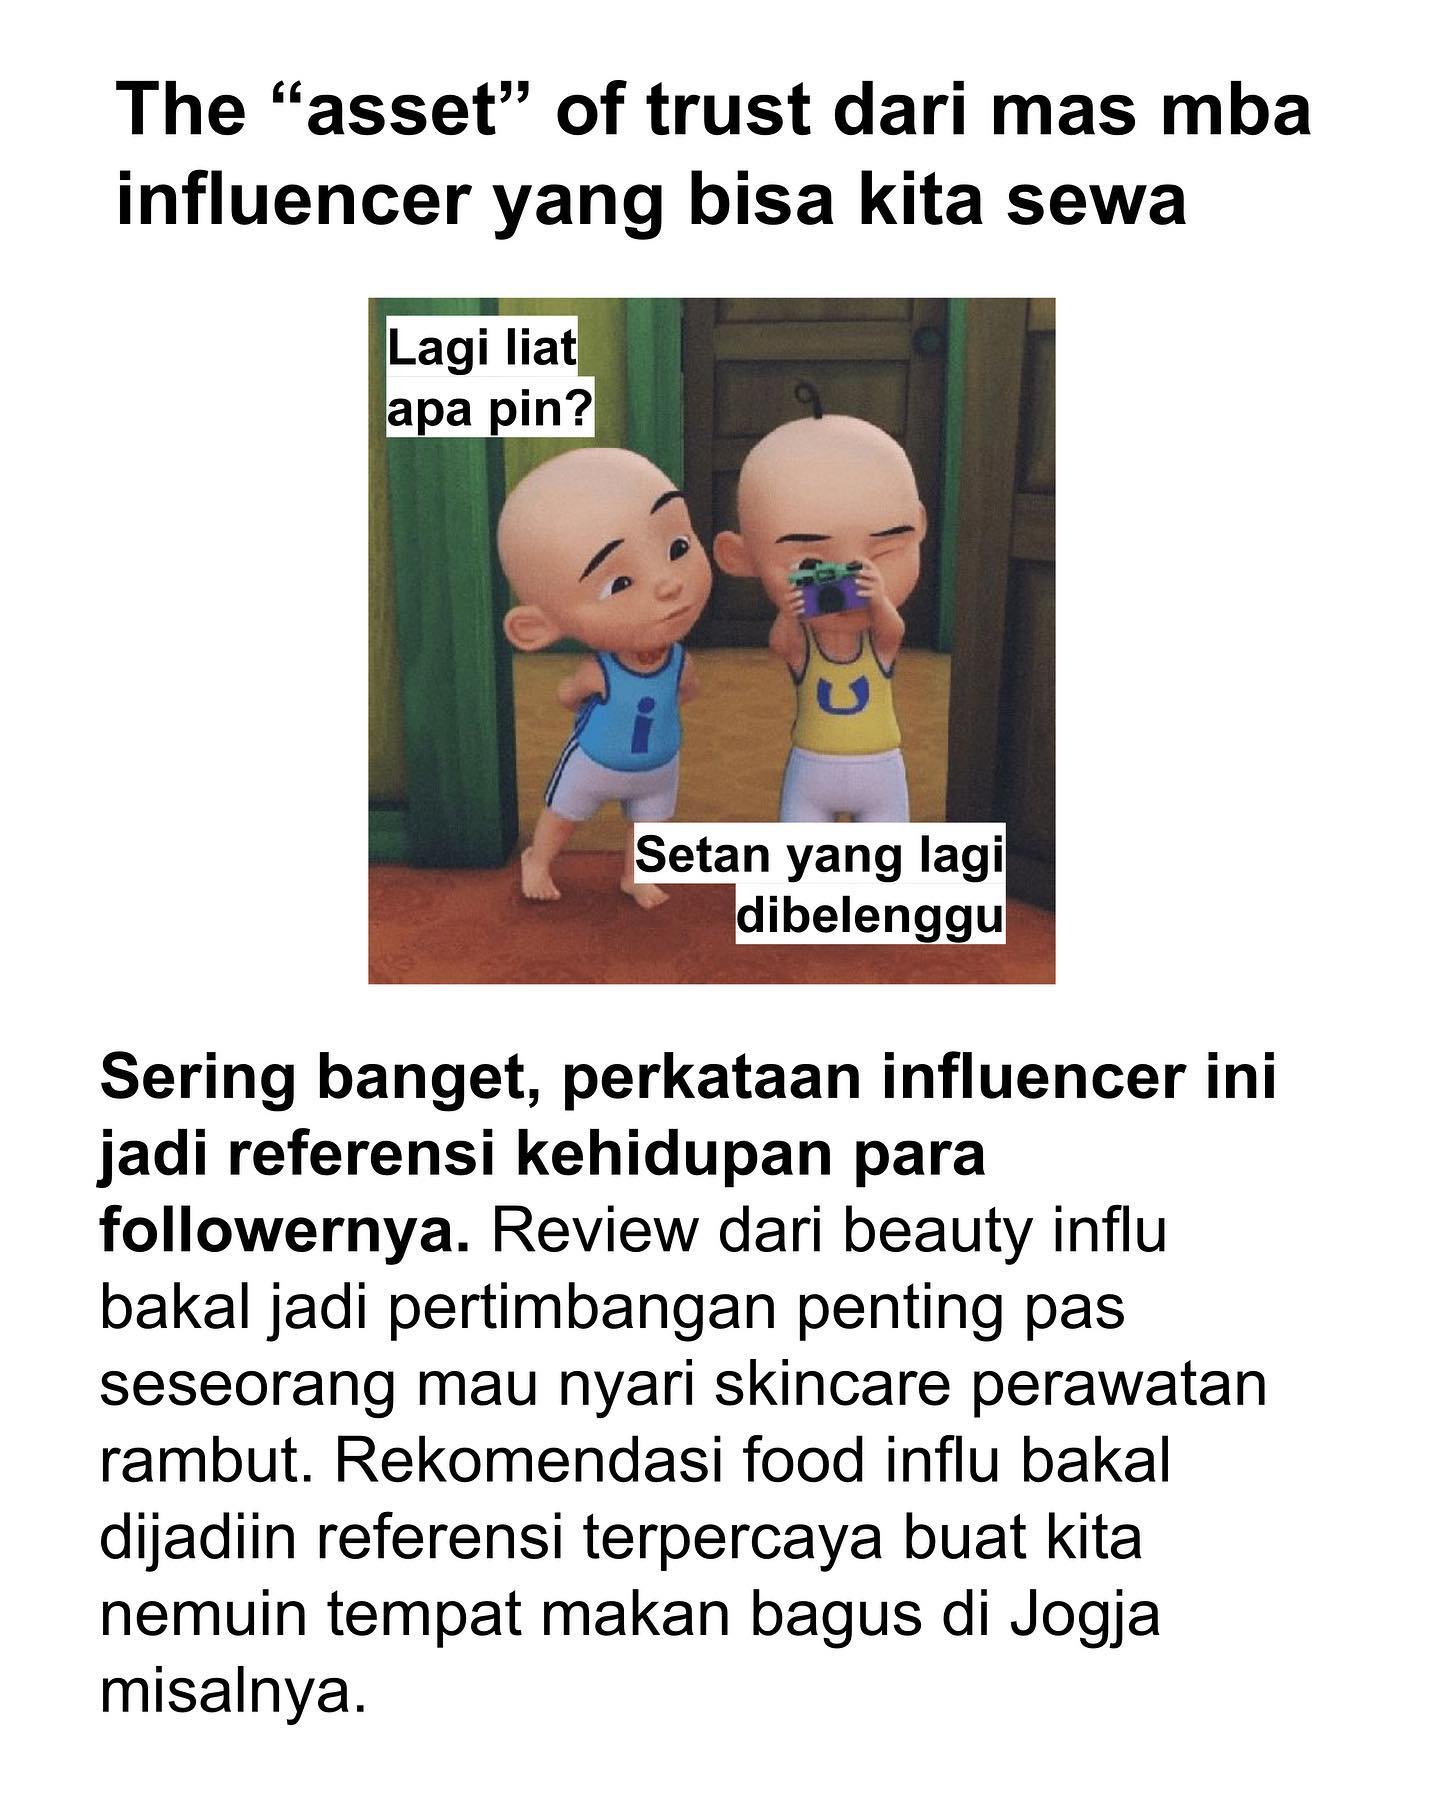 The “asset” of trust dari mas mba
influencer yang bisa kita sewa
Lagi liat
apa pin?
i
U
Setan yang lagi
dibelenggu
Sering banget, perkataan influencer ini
jadi referensi kehidupan para
followernya. Review dari beauty influ
bakal jadi pertimbangan penting pas
seseorang mau nyari skincare perawatan
rambut. Rekomendasi food influ bakal
dijadiin referensi terpercaya buat kita
nemuin tempat makan bagus di Jogja
misalnya.